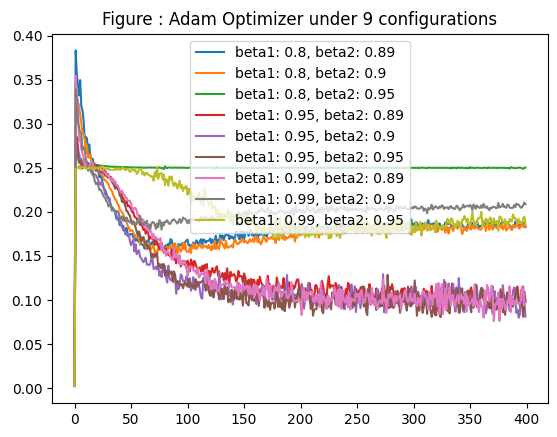 Figure : Adam Optimizer under 9 configurations
0.40
0.35
0.30
0.25
0.20
0.15
0.10
0.05
0.00
beta1: 0.8, beta2: 0.89
beta1: 0.8, beta2: 0.9
beta1: 0.8, beta2: 0.95
beta1: 0.95, beta2: 0.89
beta1: 0.95, beta2: 0.9
beta1: 0.95, beta2: 0.95
beta1: 0.99, beta2: 0.89
beta1: 0.99, beta2: 0.9
beta1: 0.99, beta2: 0.95
0 50 100 150 200 250 300 350 400